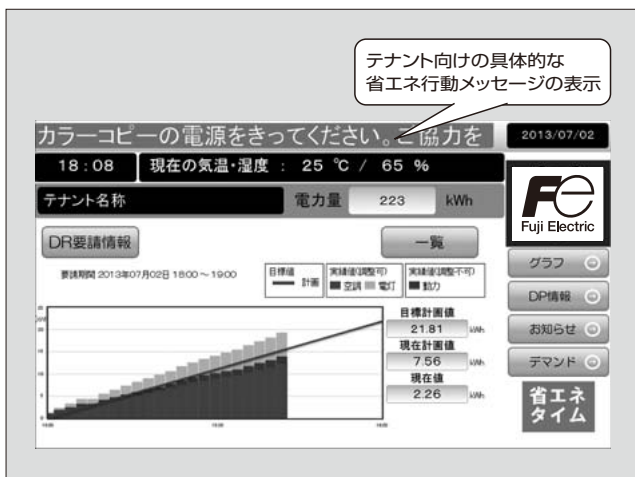 テナント向けの具体的な
省エネ行動メッセージの表示
カラーコピーの電源をきってください。ご協力を
2013/07/02
18:08
現在の気温・湿度 : 25 ℃ / 65 %
テナント名称
電力量 223 kWh
Fe
Fuji Electric
DR要請情報
一覧
グラフ
要請期間 2013年07月02日 18:00 ~ 19:00
目標値
計画
実績値(調整可)
空調 電灯
実績値(調整不可)
動力
DP情報
目標計画値
21.81 kWh
お知らせ
現在計画値
7.56 kWh
デマンド
現在値
2.26 kWh
省エネ
タイム